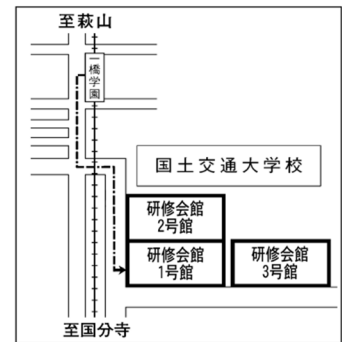 至萩山
一橋学園
国土交通大学校
研修会館
2号館
研修会館
1号館
研修会館
3号館
至国分寺